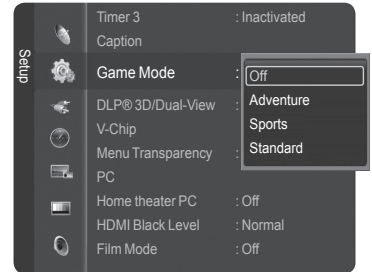 Setup
Timer 3 : Inactivated
Caption
Game Mode :
Off
Adventure
Sports
Standard
DLP® 3D/Dual-View :
V-Chip
Menu Transparency :
PC
Home theater PC : Off
HDMI Black Level : Normal
Film Mode : Off